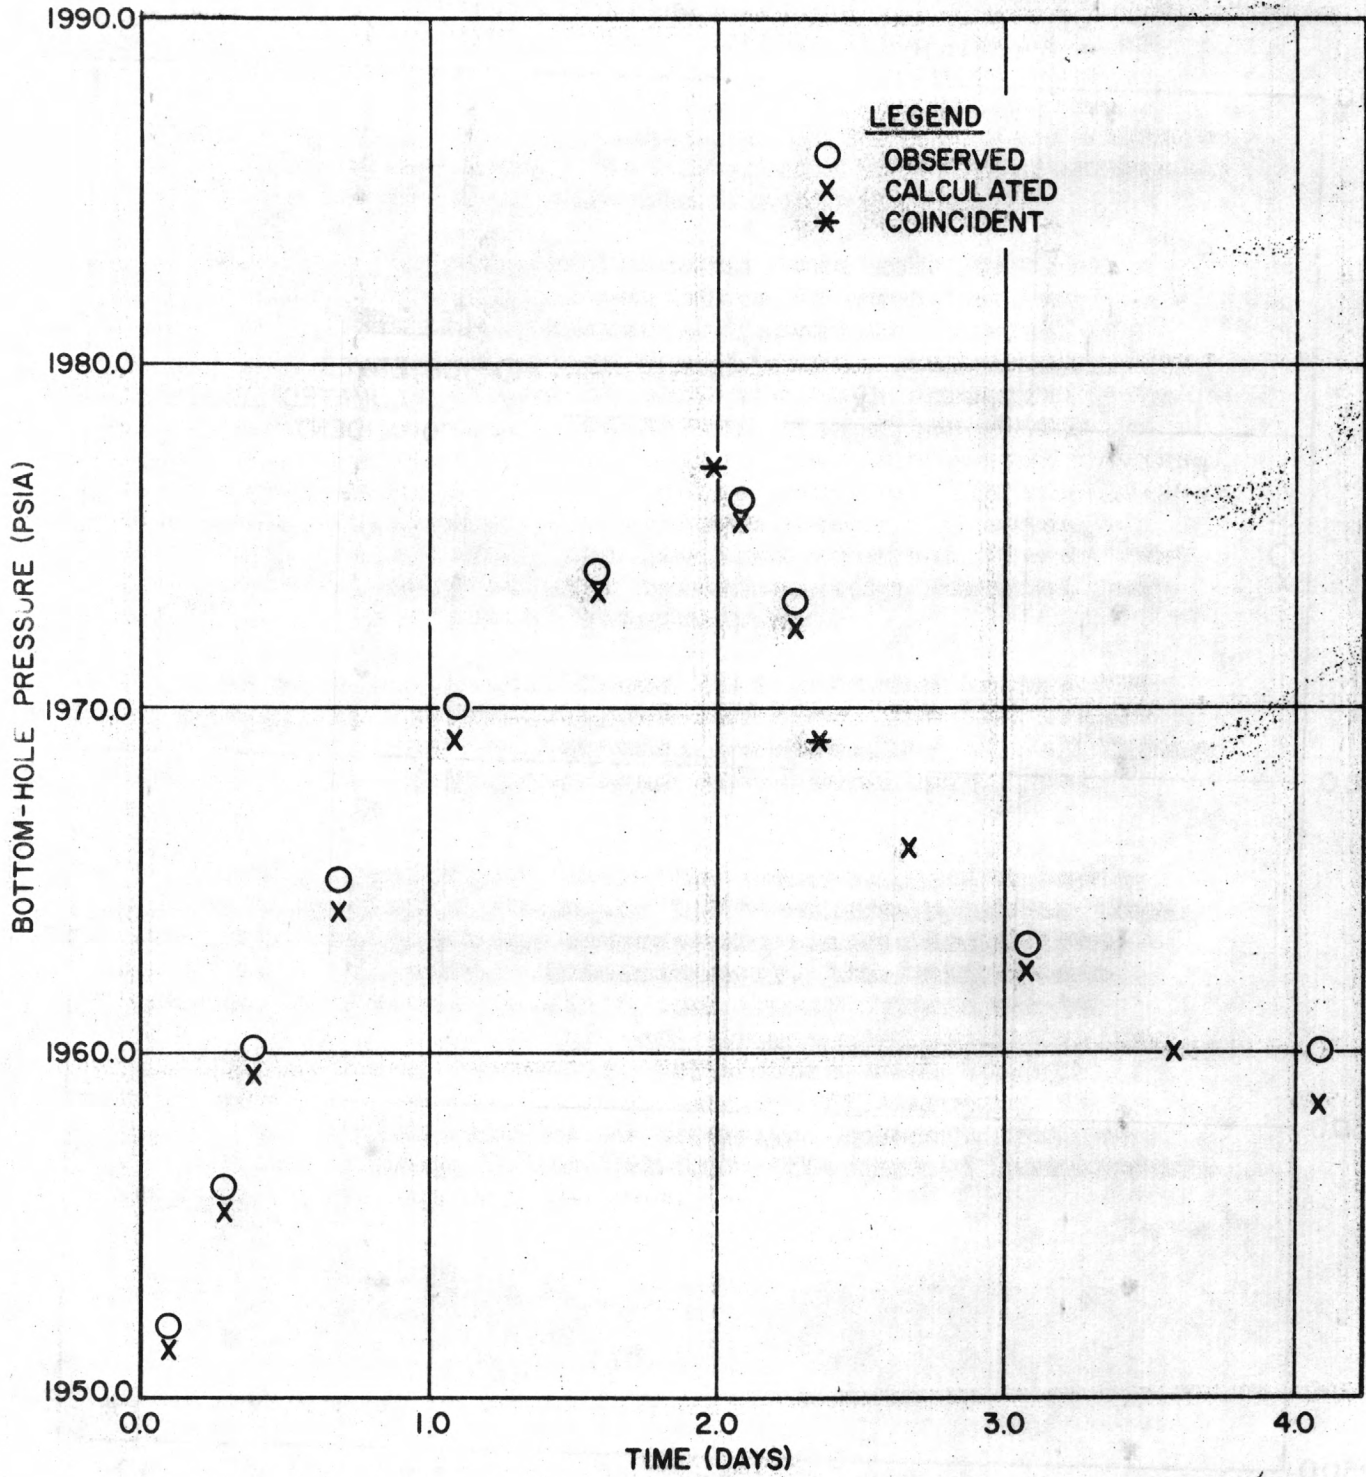 1990.0
LEGEND
OBSERVED
CALCULATED
COINCIDENT
1980.0
BOTTOM-HOLE PRESSURE (PSIA)
1970.0
1960.0
1950.0
0.0 1.0 2.0 3.0 4.0
TIME (DAYS)